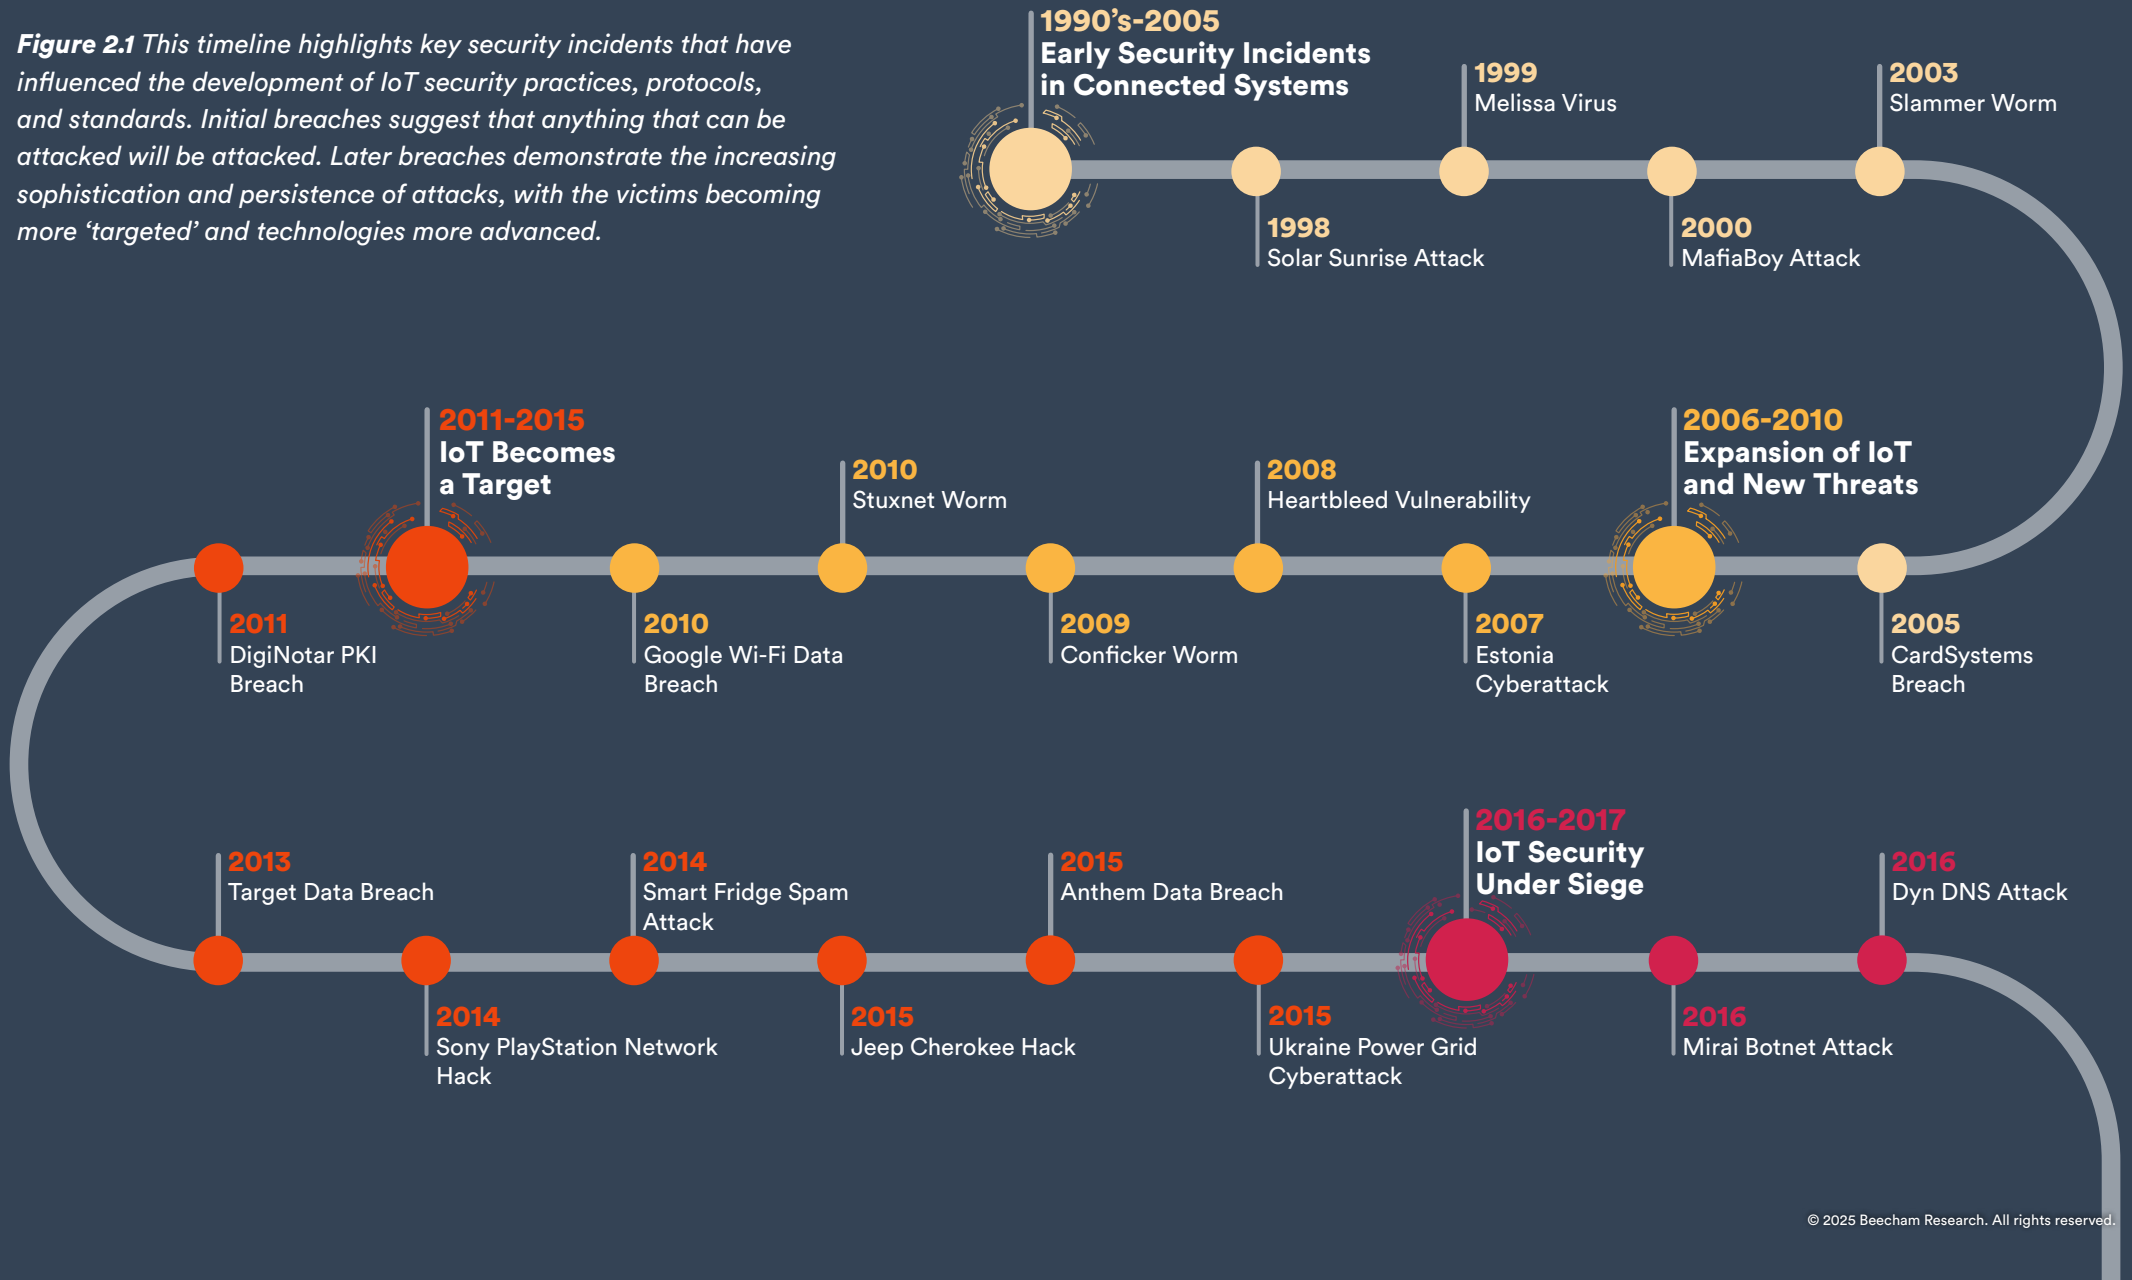 Figure 2.1 This timeline highlights key security incidents that have
influenced the development of IoT security practices, protocols,
and standards. Initial breaches suggest that anything that can be
attacked will be attacked. Later breaches demonstrate the increasing
sophistication and persistence of attacks, with the victims becoming
more ‘targeted’ and technologies more advanced.
1990’s-2005
Early Security Incidents
in Connected Systems
1998
Solar Sunrise Attack
1999
Melissa Virus
2000
MafiaBoy Attack
2003
Slammer Worm
2005
CardSystems
Breach
2006-2010
Expansion of IoT
and New Threats
2007
Estonia
Cyberattack
2008
Heartbleed Vulnerability
2009
Conficker Worm
2010
Stuxnet Worm
2010
Google Wi-Fi Data
Breach
2011-2015
IoT Becomes
a Target
2011
DigiNotar PKI
Breach
2013
Target Data Breach
2014
Sony PlayStation Network
Hack
2014
Smart Fridge Spam
Attack
2015
Jeep Cherokee Hack
2015
Anthem Data Breach
2015
Ukraine Power Grid
Cyberattack
2016-2017
IoT Security
Under Siege
2016
Mirai Botnet Attack
2016
Dyn DNS Attack
© 2025 Beecham Research. All rights reserved.